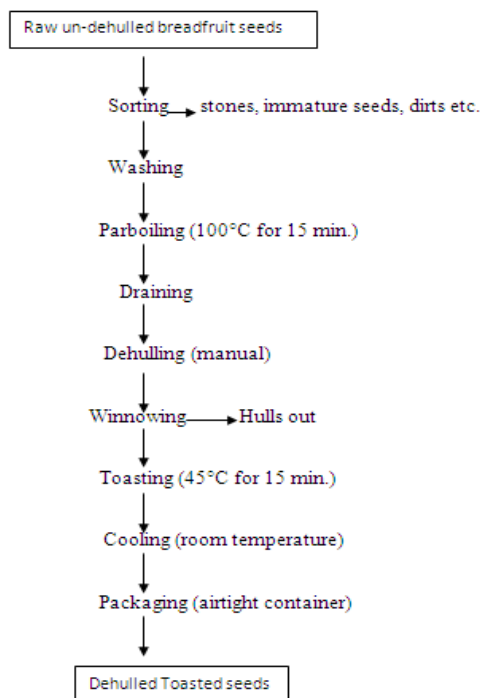 Raw un-dehulled breadfruit seeds
Sorting stones, immature seeds, dirts etc.
Washing
Parboiling (100°C for 15 min.)
Draining
Dehulling (manual)
Winnowing Hulls out
Toasting (45°C for 15 min.)
Cooling (room temperature)
Packaging (airtight container)
Dehulled Toasted seeds